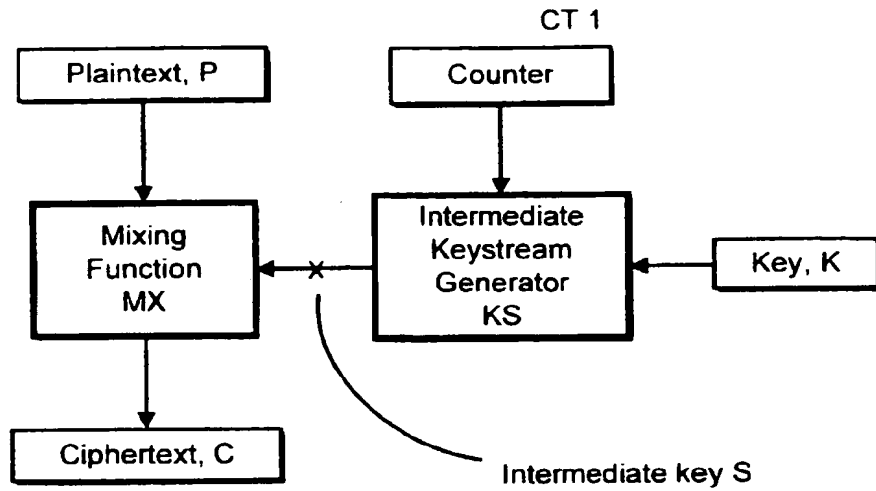 CT 1
Plaintext, P
Counter
Mixing
Function
MX
Intermediate
Keystream
Generator
KS
Key, K
Ciphertext, C
Intermediate key S